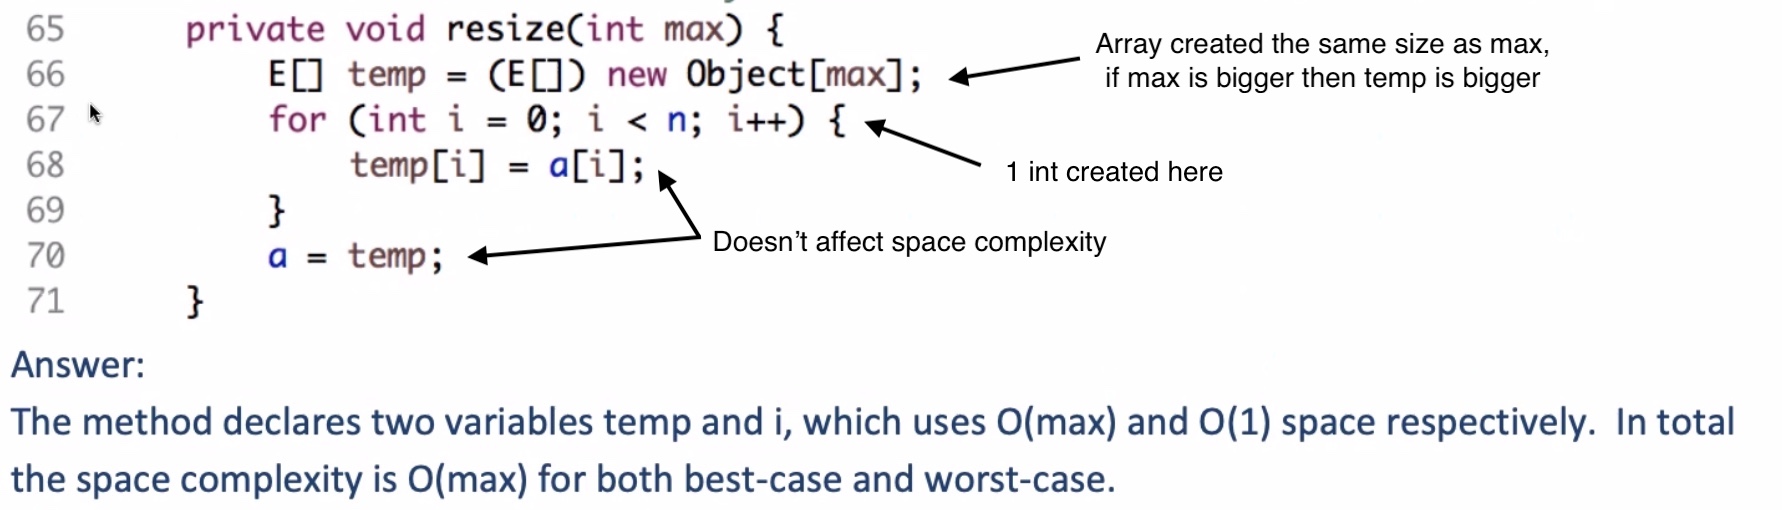 65 private void resize(int max) {
Array created the same size as max,
66 E[] temp = (E[]) new Object[max];
if max is bigger then temp is bigger
67 for (int i = 0; i < n; i++) {
68 temp[i] = a[i];
1 int created here
69 }
Doesn't affect space complexity
70 a = temp;
71 }
Answer:
The method declares two variables temp and i, which uses O(max) and O(1) space respectively. In total
the space complexity is O(max) for both best-case and worst-case.